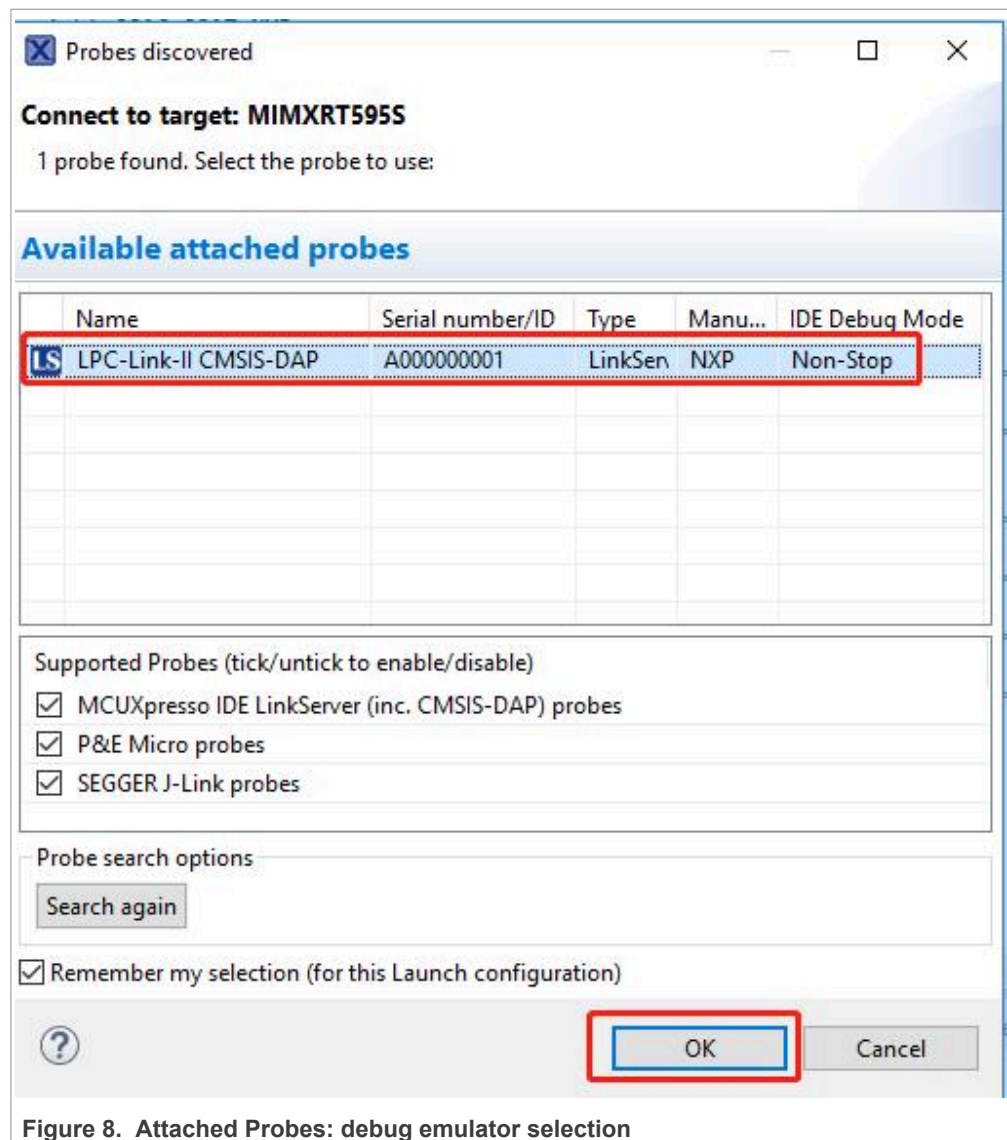 Probes discovered
Connect to target: MIMXRT595S
1 probe found. Select the probe to use:
Available attached probes
Name Serial number/ID Type Manu... IDE Debug Mode
LS LPC-Link-II CMSIS-DAP A000000001 LinkSer NXP Non-Stop
Supported Probes (tick/untick to enable/disable)
MCUXpresso IDE LinkServer (inc. CMSIS-DAP) probes
P&E Micro probes
SEGGER J-Link probes
Probe search options
Search again
Remember my selection (for this Launch configuration)
? OK Cancel
Figure 8. Attached Probes: debug emulator selection